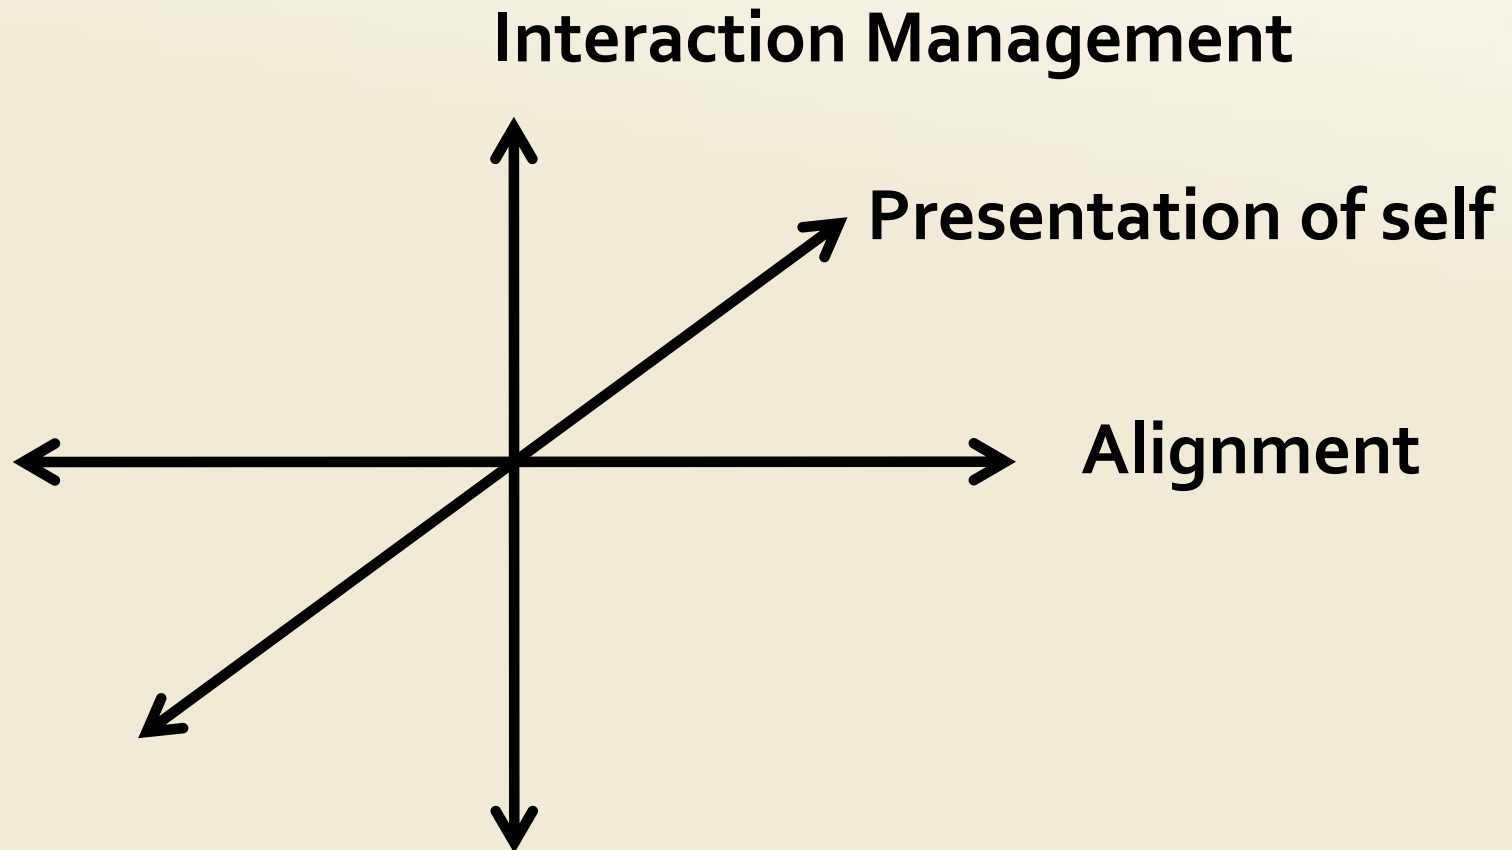 Interaction Management
Presentation of self
Alignment